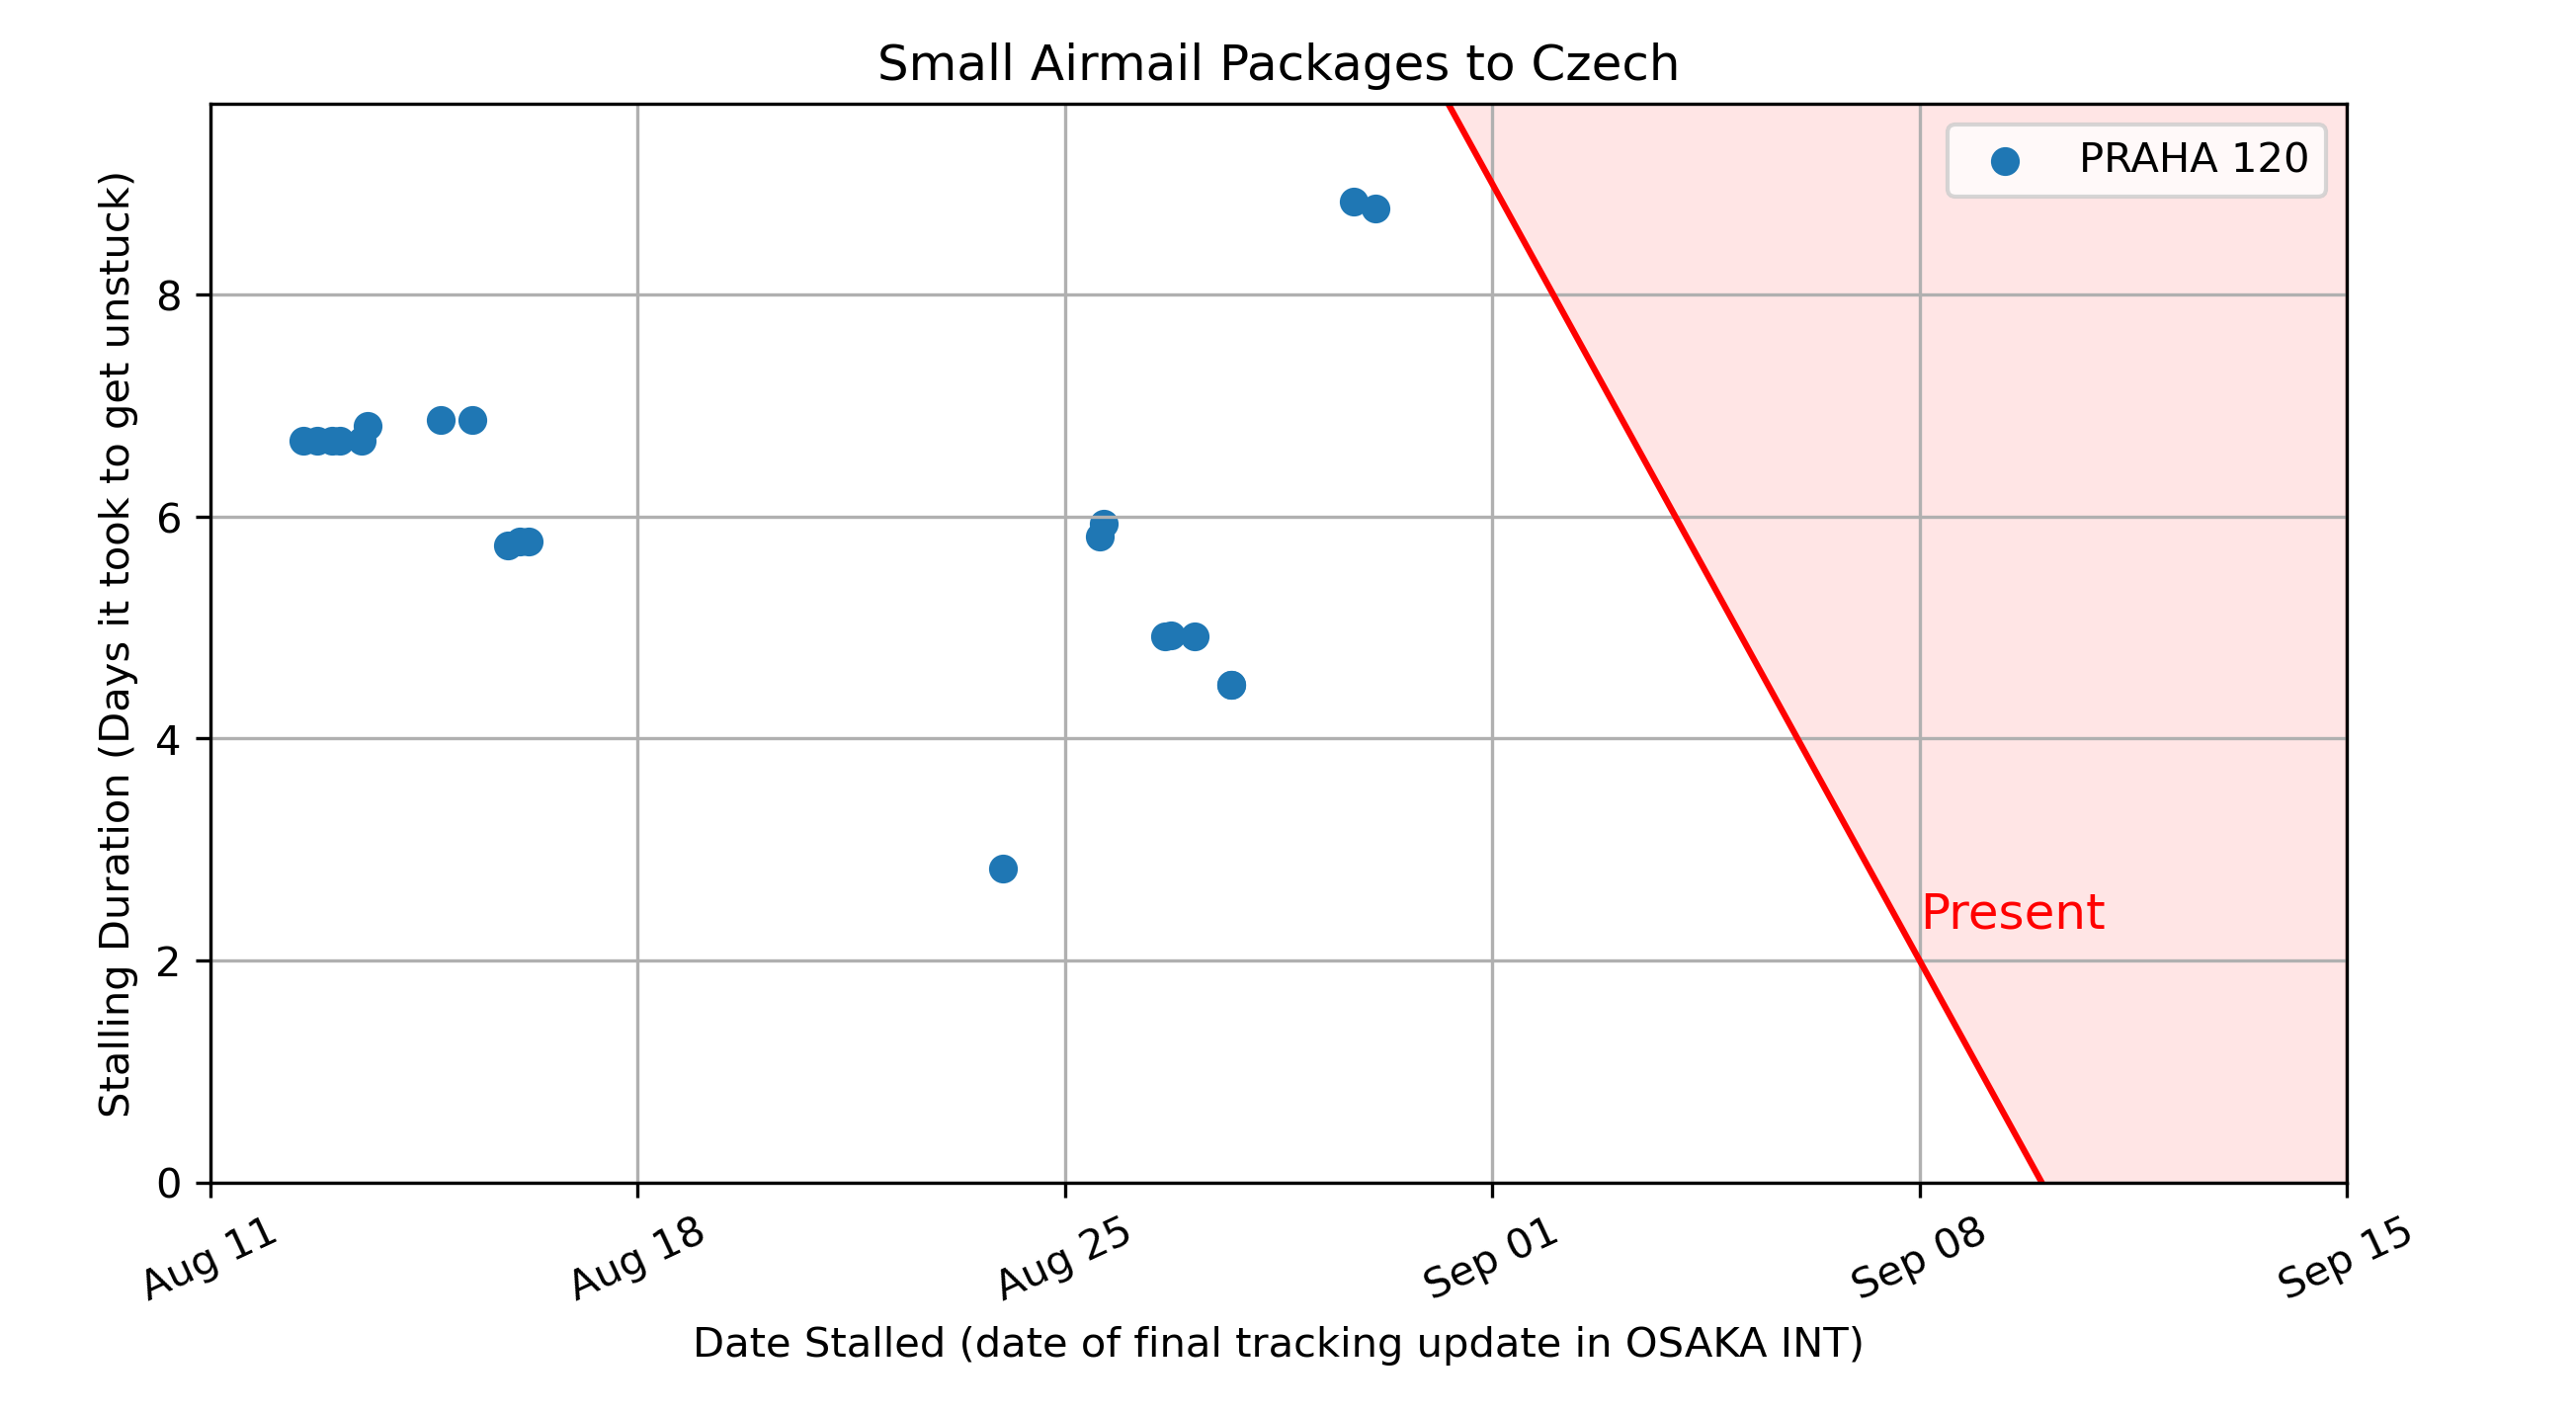 Small Airmail Packages to Czech
PRAHA 120
Stalling Duration (Days it took to get unstuck)
8
6
4
2
0
Present
Aug 11
Aug 18
Aug 25
Sep 01
Sep 08
Sep 15
Date Stalled (date of final tracking update in OSAKA INT)